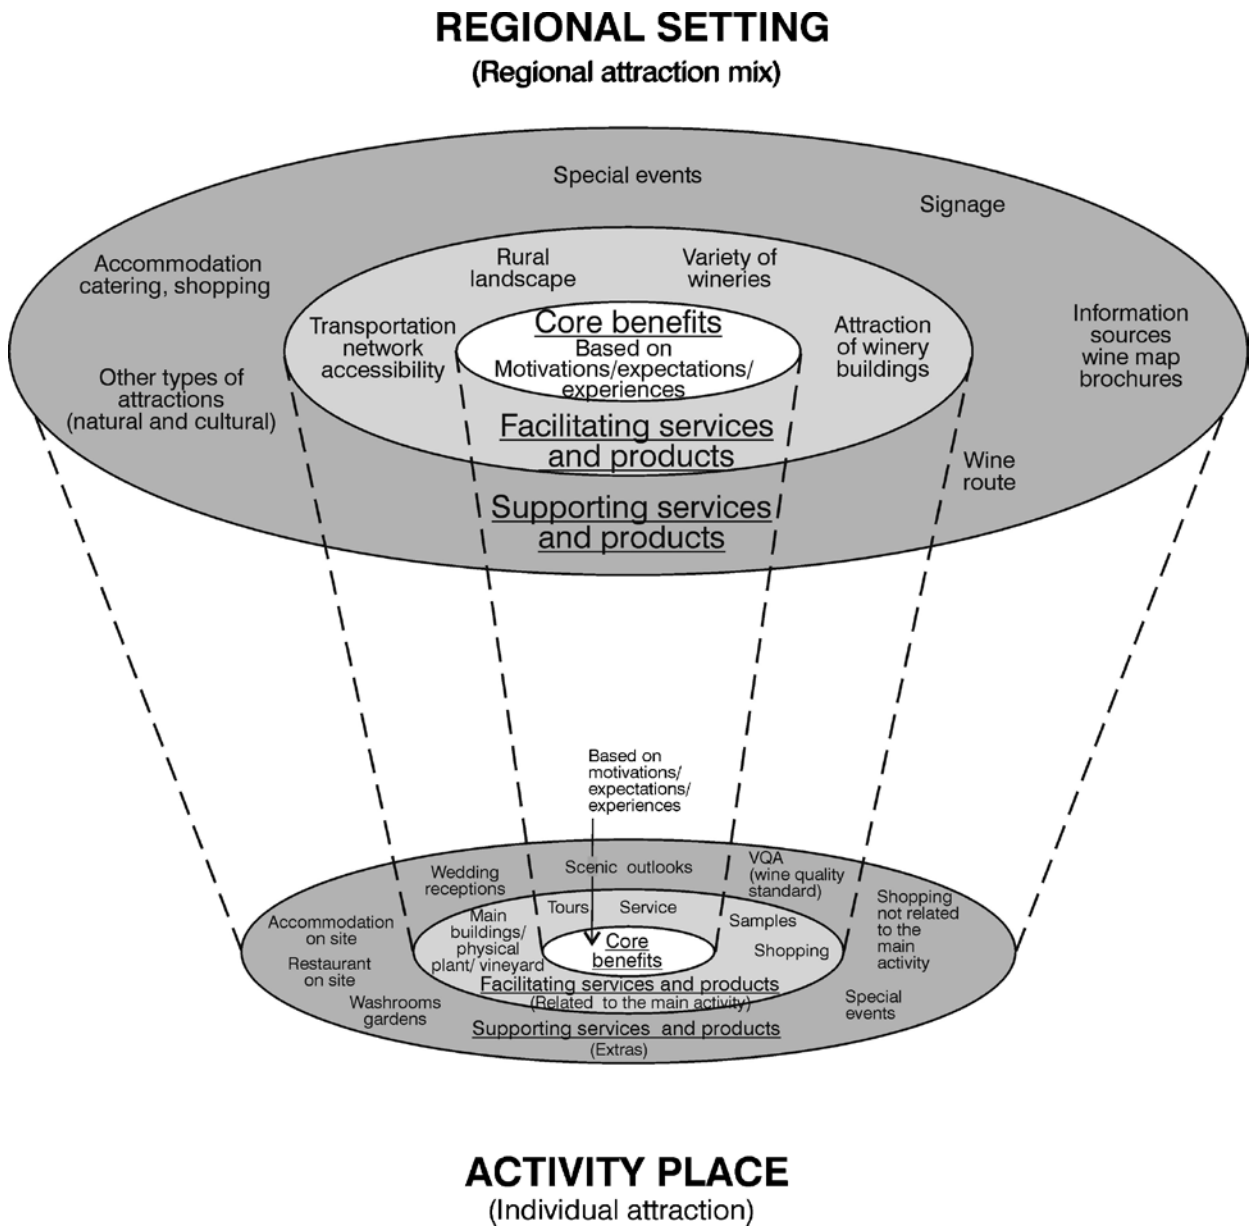 REGIONAL SETTING
(Regional attraction mix)
Special events
Signage
Accommodation
catering, shopping
Rural
landscape
Variety of
wineries
Transportation
network
accessibility
Core benefits
Based on
Motivations/expectations/
experiences
Attraction
of winery
buildings
Information
sources
wine map
brochures
Other types of
attractions
(natural and cultural)
Facilitating services
and products
Wine
route
Supporting services
and products
Based on
motivations/
expectations/
experiences
Wedding
receptions
Scenic outlooks
VQA
(wine quality
standard)
Shopping
not related
to the
main
activity
Accommodation
on site
Restaurant
on site
Washrooms
gardens
Main
buildings/
physical
plant/ vineyard
Tours
Service
Samples
Shopping
Core
benefits
Facilitating services and products
(Related to the main activity)
Special
events
Supporting services and products
(Extras)
ACTIVITY PLACE
(Individual attraction)